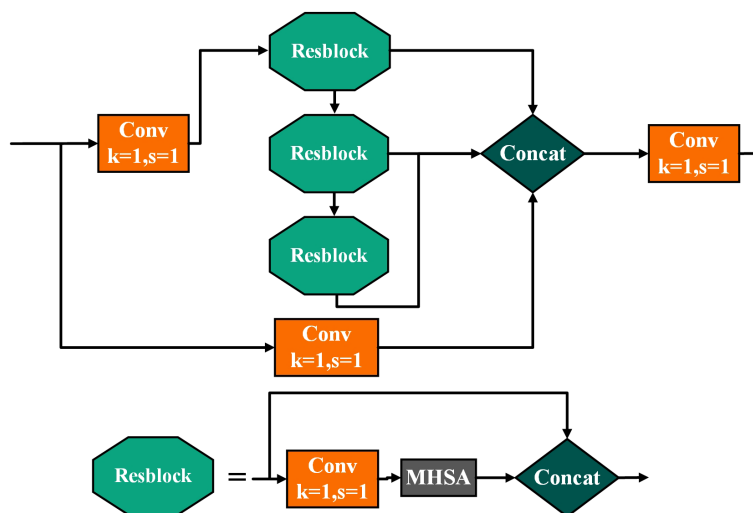 Resblock
Conv
k=1,s=1
Resblock
Concat
Conv
k=1,s=1
Resblock
Conv
k=1,s=1
Resblock
=
Conv
k=1,s=1
MHSA
Concat